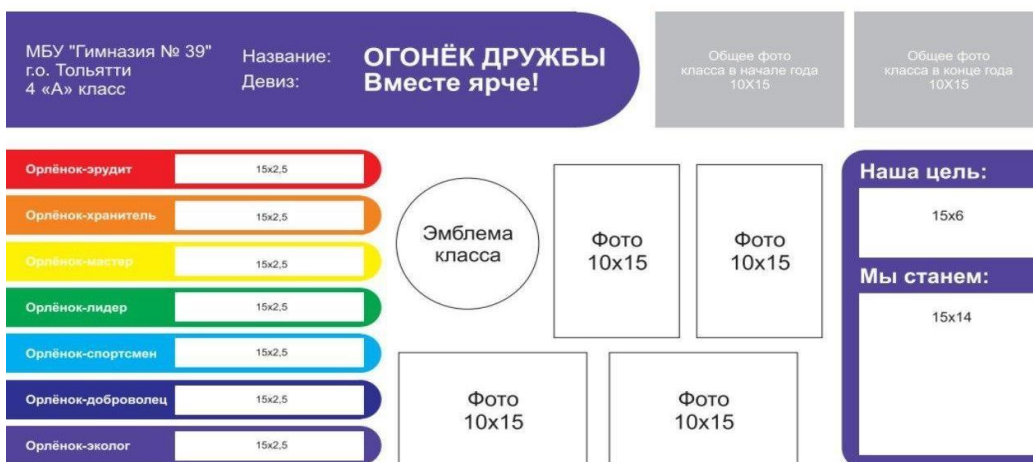 МБУ "Гимназия № 39"
г.о. Тольятти
4 «А» класс
Название:
Девиз:
ОГОНЁК ДРУЖБЫ
Вместе ярче!
Общее фото
класса в начале года
10Х15
Общее фото
класса в конце года
10Х15
Орлёнок-эрудит
15х2,5
Орлёнок-хранитель
15х2,5
Орлёнок-мастер
15х2,5
Орлёнок-лидер
15х2,5
Орлёнок-спортсмен
15х2,5
Орлёнок-доброволец
15х2,5
Орлёнок-эколог
15х2,5
Эмблема
класса
Фото
10х15
Фото
10х15
Фото
10х15
Фото
10х15
Наша цель:
15х6
Мы станем:
15х14